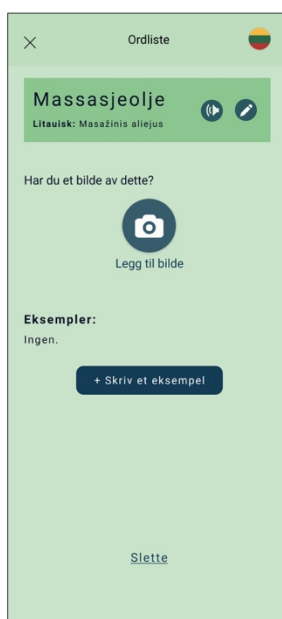 Ordliste
Massasjeolje
Litauisk: Masažinis aliejus
Har du et bilde av dette?
Legg til bilde
Eksempler:
Ingen.
+ Skriv et eksempel
Slette